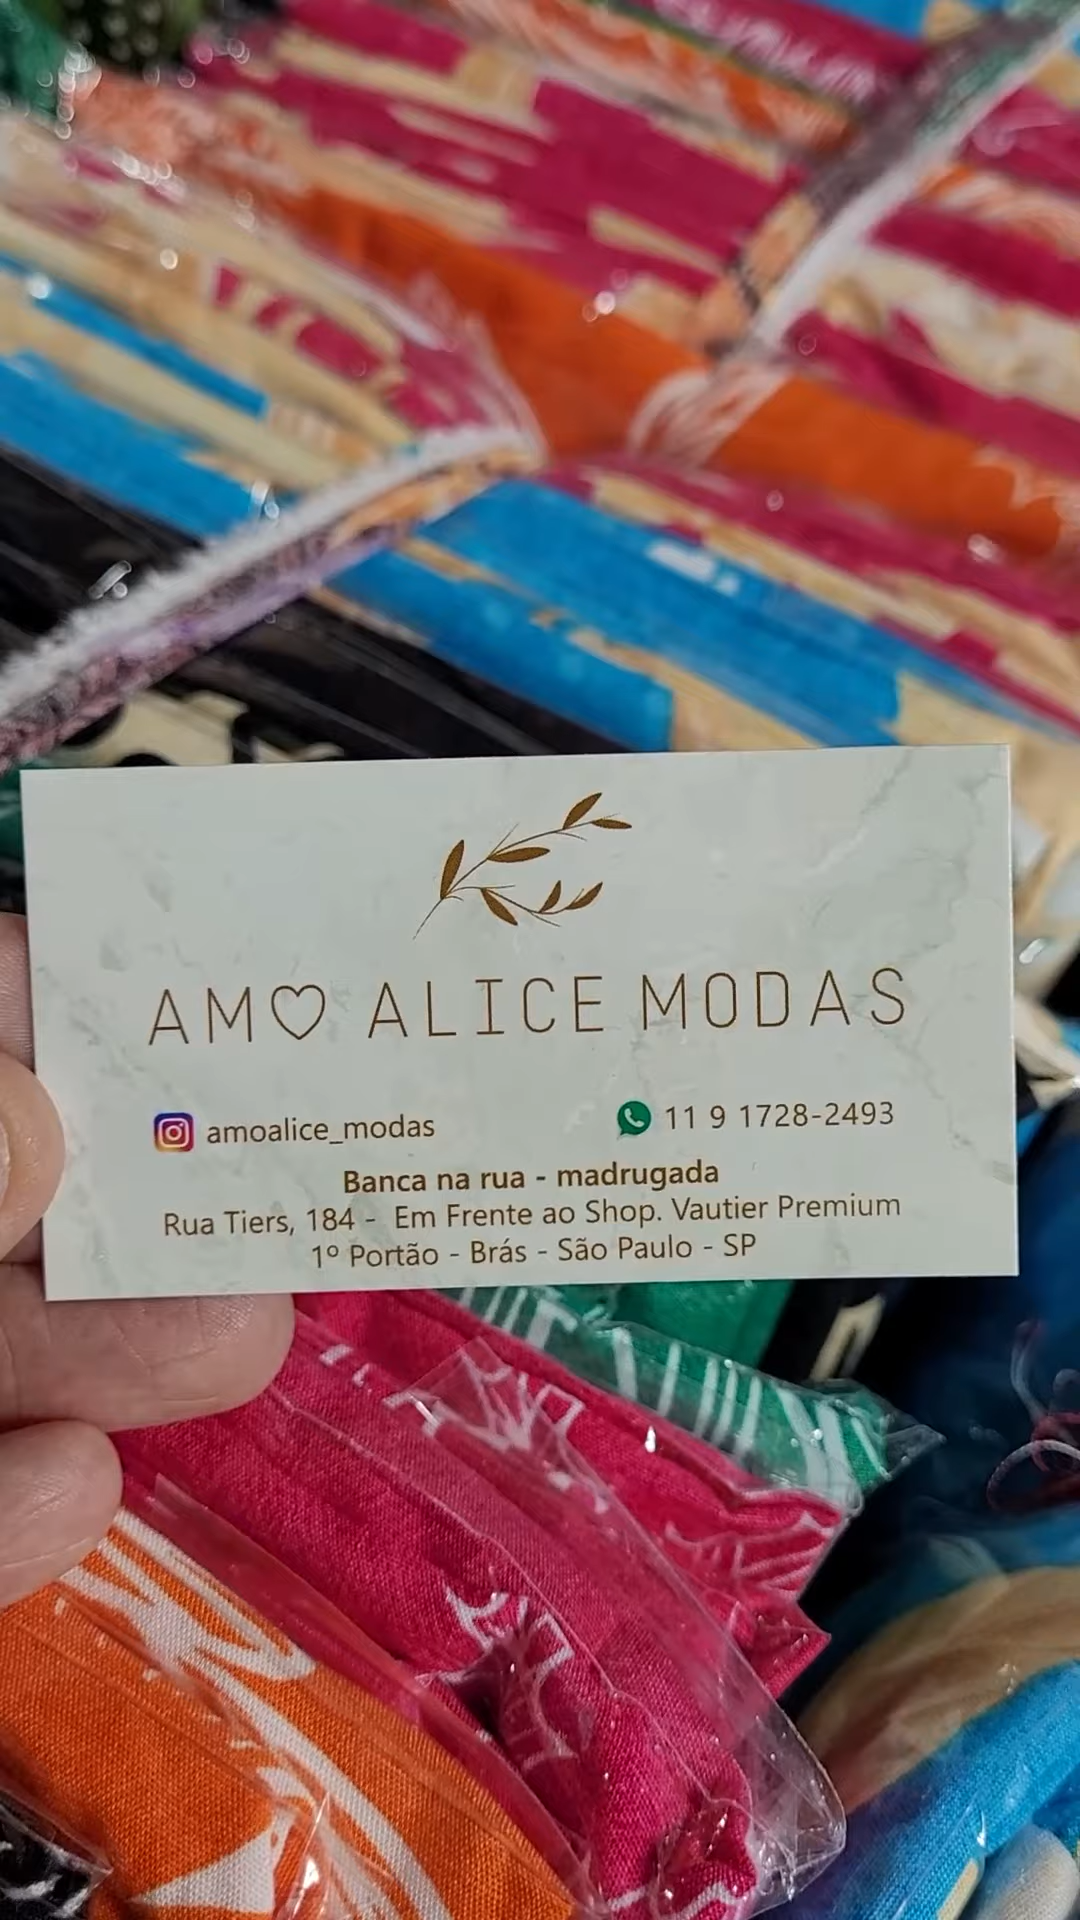 AMO ALICE MODAS
amoalice_modas
11 9 1728-2493
Banca na rua - madrugada
Rua Tiers, 184 - Em Frente ao Shop. Vautier Premium
1º Portão - Brás - São Paulo - SP